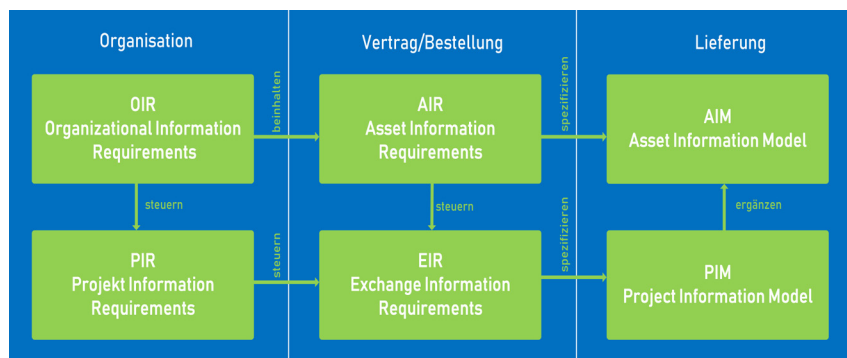 Organisation
Vertrag/Bestellung
Lieferung
OIR
Organizational Information
Requirements
beinhalten
AIR
Asset Information
Requirements
spezifizieren
AIM
Asset Information Model
steuern
steuern
ergänzen
PIR
Projekt Information
Requirements
steuern
EIR
Exchange Information
Requirements
spezifizieren
PIM
Project Information Model